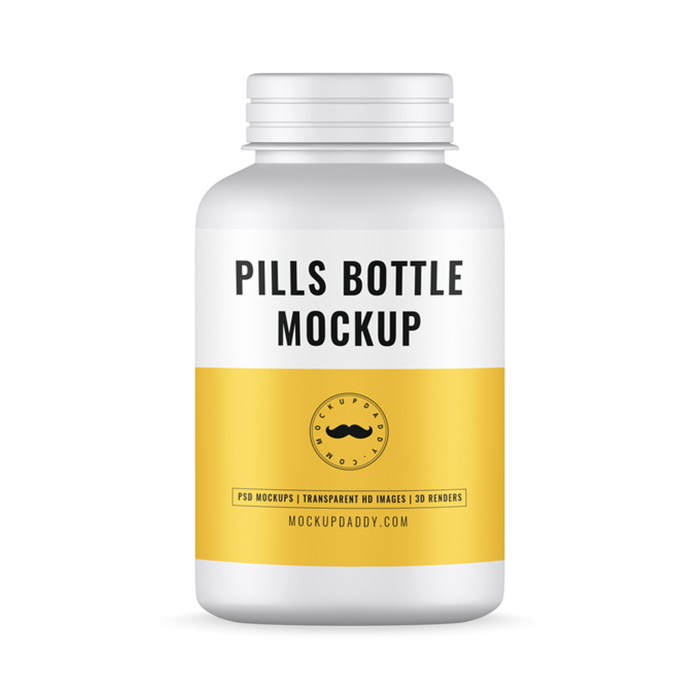 PILLS BOTTLE
MOCKUP
MOCKUPDADDY.COM
PSD MOCKUPS | TRANSPARENT HD IMAGES | 3D RENDERS
MOCKUPDADDY.COM